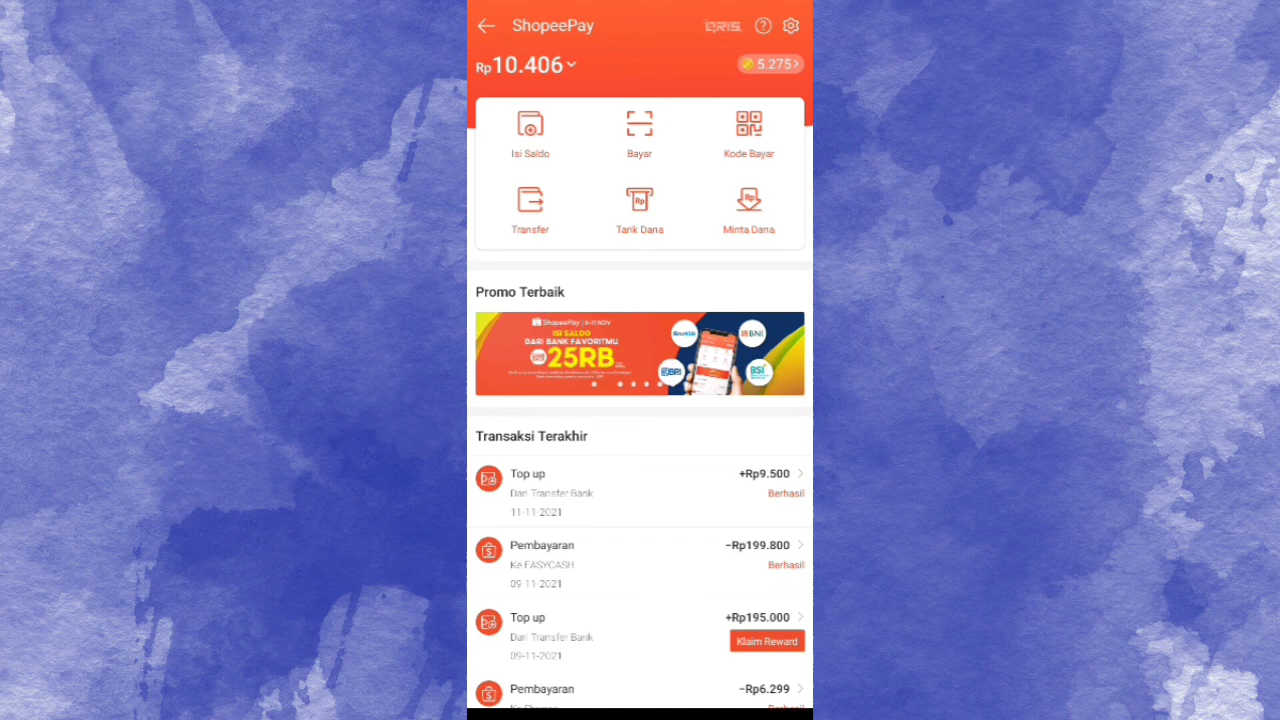 ShopeePay
QRIS
Rp10.406
5.275
Isi Saldo
Bayar
Kode Bayar
Transfer
Tarik Dana
Minta Dana
Promo Terbaik
ShopeePay | 8-11 NOV
ISI SALDO
DARI BANK FAVORITMU
25RB
BNI
BRI
BSI
Transaksi Terakhir
Top up
+Rp9.500
Dari Transfer Bank
Berhasil
11-11-2021
Pembayaran
-Rp199.800
Ke EASYCASH
Berhasil
09-11-2021
Top up
+Rp195.000
Dari Transfer Bank
Klaim Reward
09-11-2021
Pembayaran
-Rp6.299